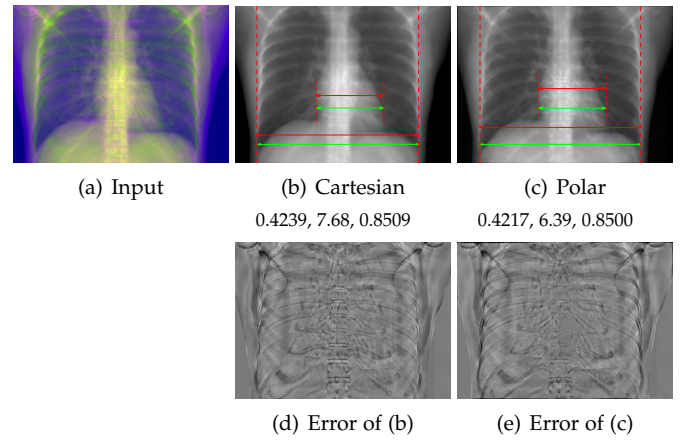 (a) Input
(b) Cartesian
(c) Polar
0.4239, 7.68, 0.8509
0.4217, 6.39, 0.8500
(d) Error of (b)
(e) Error of (c)